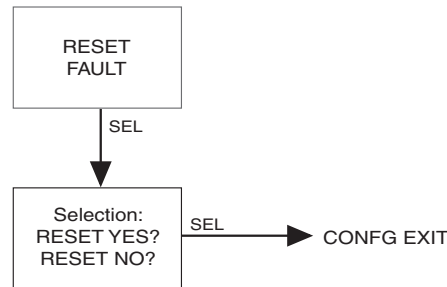 RESET
FAULT
SEL
Selection:
RESET YES?
RESET NO?
SEL
CONFG EXIT